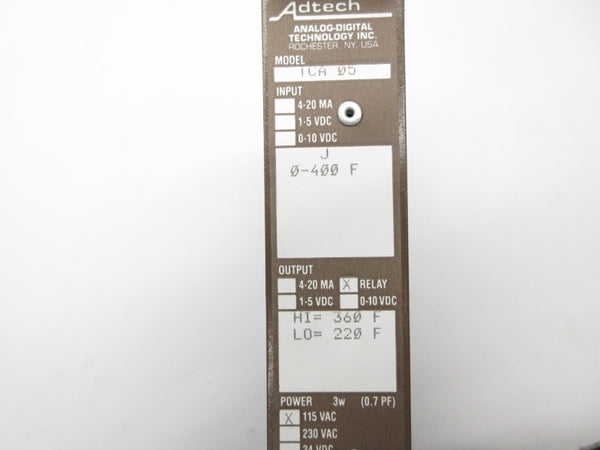 Adtech
ANALOG-DIGITAL
TECHNOLOGY INC.
ROCHESTER, NY, USA
MODEL
TCA 05
INPUT
4-20 MA
1-5 VDC
0-10 VDC
J
0-400 F
OUTPUT
4-20 MA X RELAY
1-5 VDC 0-10 VDC
HI= 360 F
LO= 220 F
POWER 3w (0.7 PF)
X 115 VAC
230 VAC
24 VDC